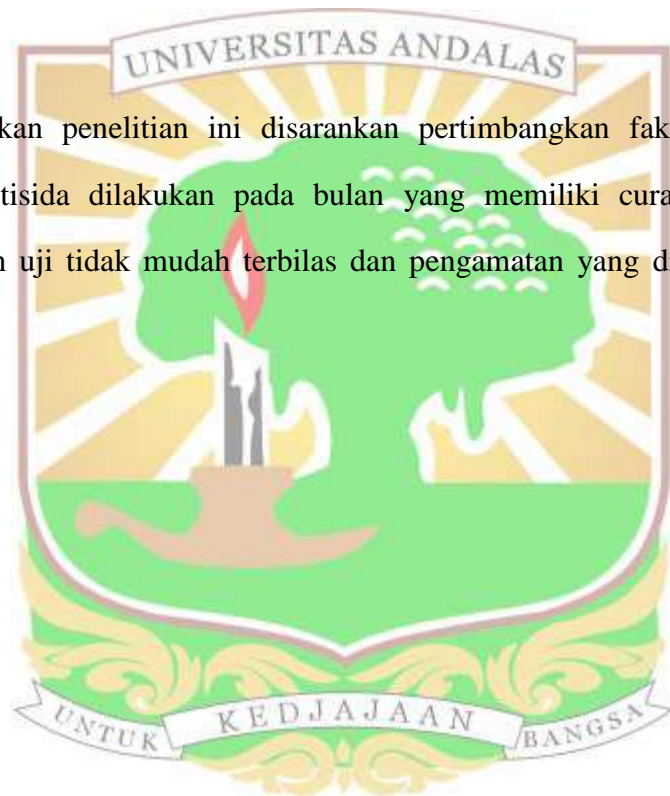 UNIVERSITAS ANDALAS
kan penelitian ini disarankan pertimbangkan fak
tisida dilakukan pada bulan yang memiliki cura
n uji tidak mudah terbilas dan pengamatan yang d
UNTUK KEDJAJAAN BANGSA